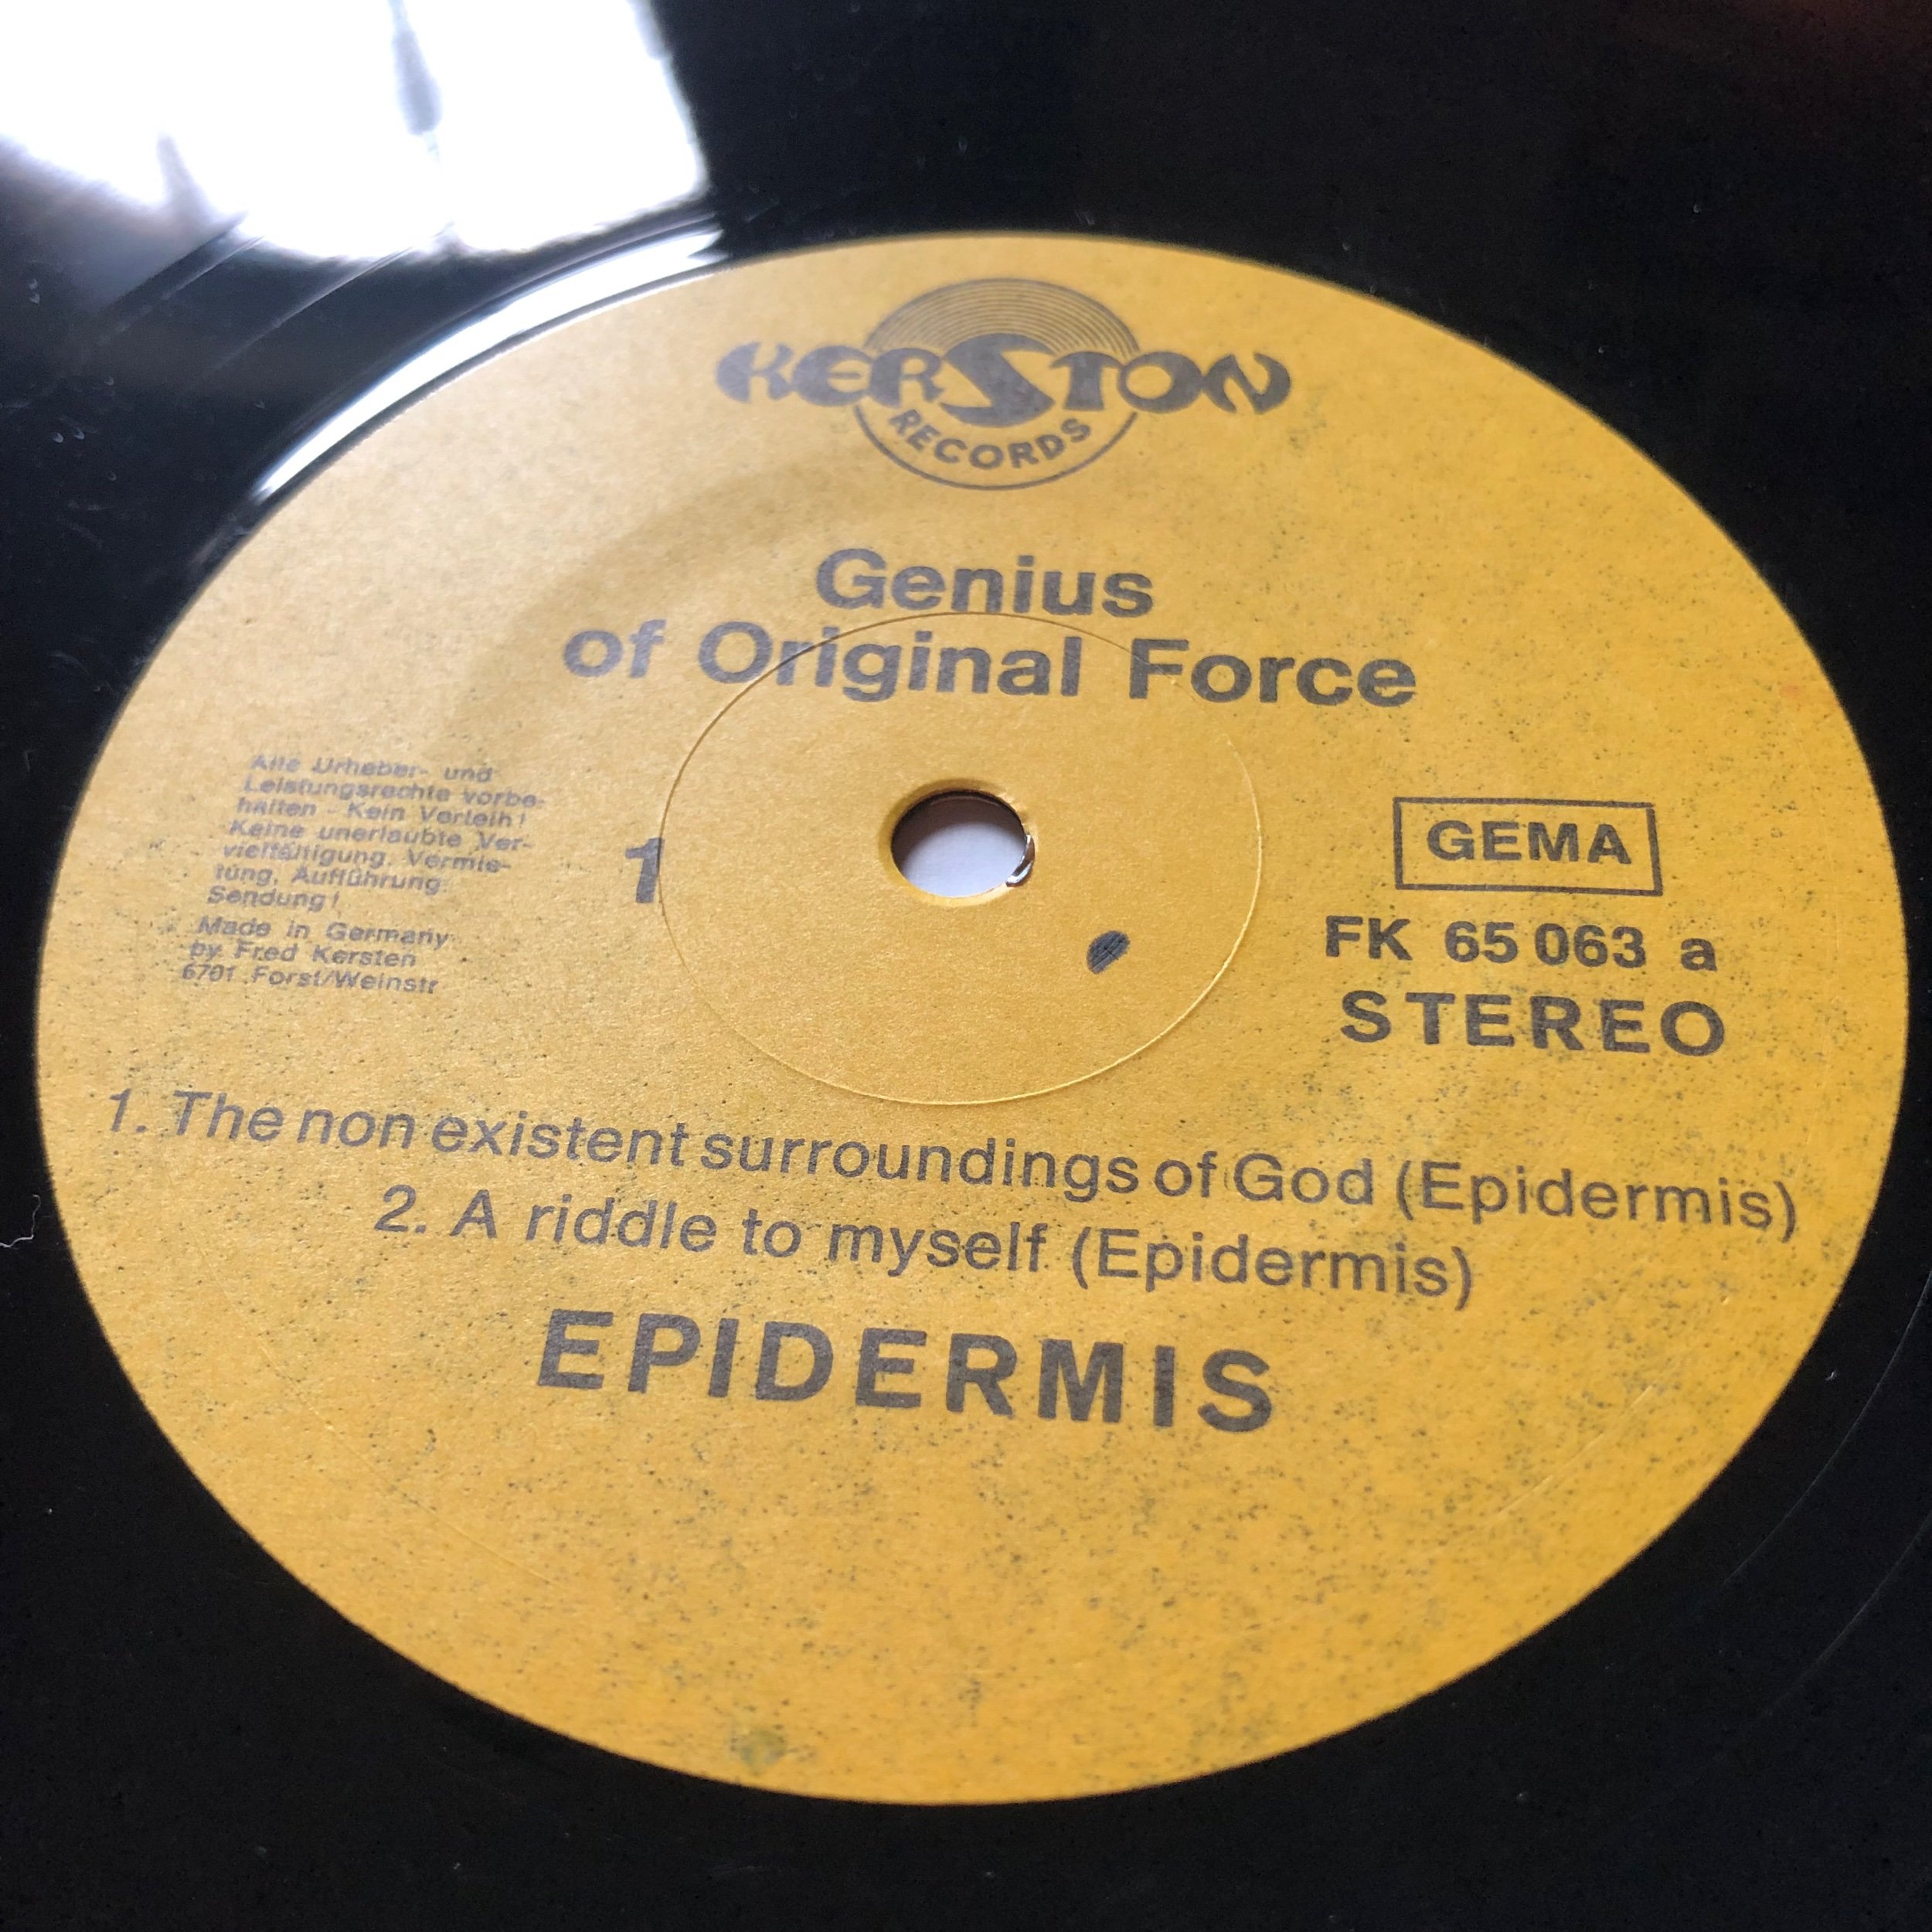 KERSTON
RECORDS
Genius
of Original Force
Alle Urheber- und
Leistungsrechte vorbe-
halten - Kein Verleih!
Keine unerlaubte Ver-
vielfältigung, Vermie-
tung, Aufführung,
Sendung!
Made in Germany
by Fred Kersten
6701 Forst/Weinstr
1
GEMA
FK 65 063 a
STEREO
1. The non existent surroundings of God (Epidermis)
2. A riddle to myself (Epidermis)
EPIDERMIS